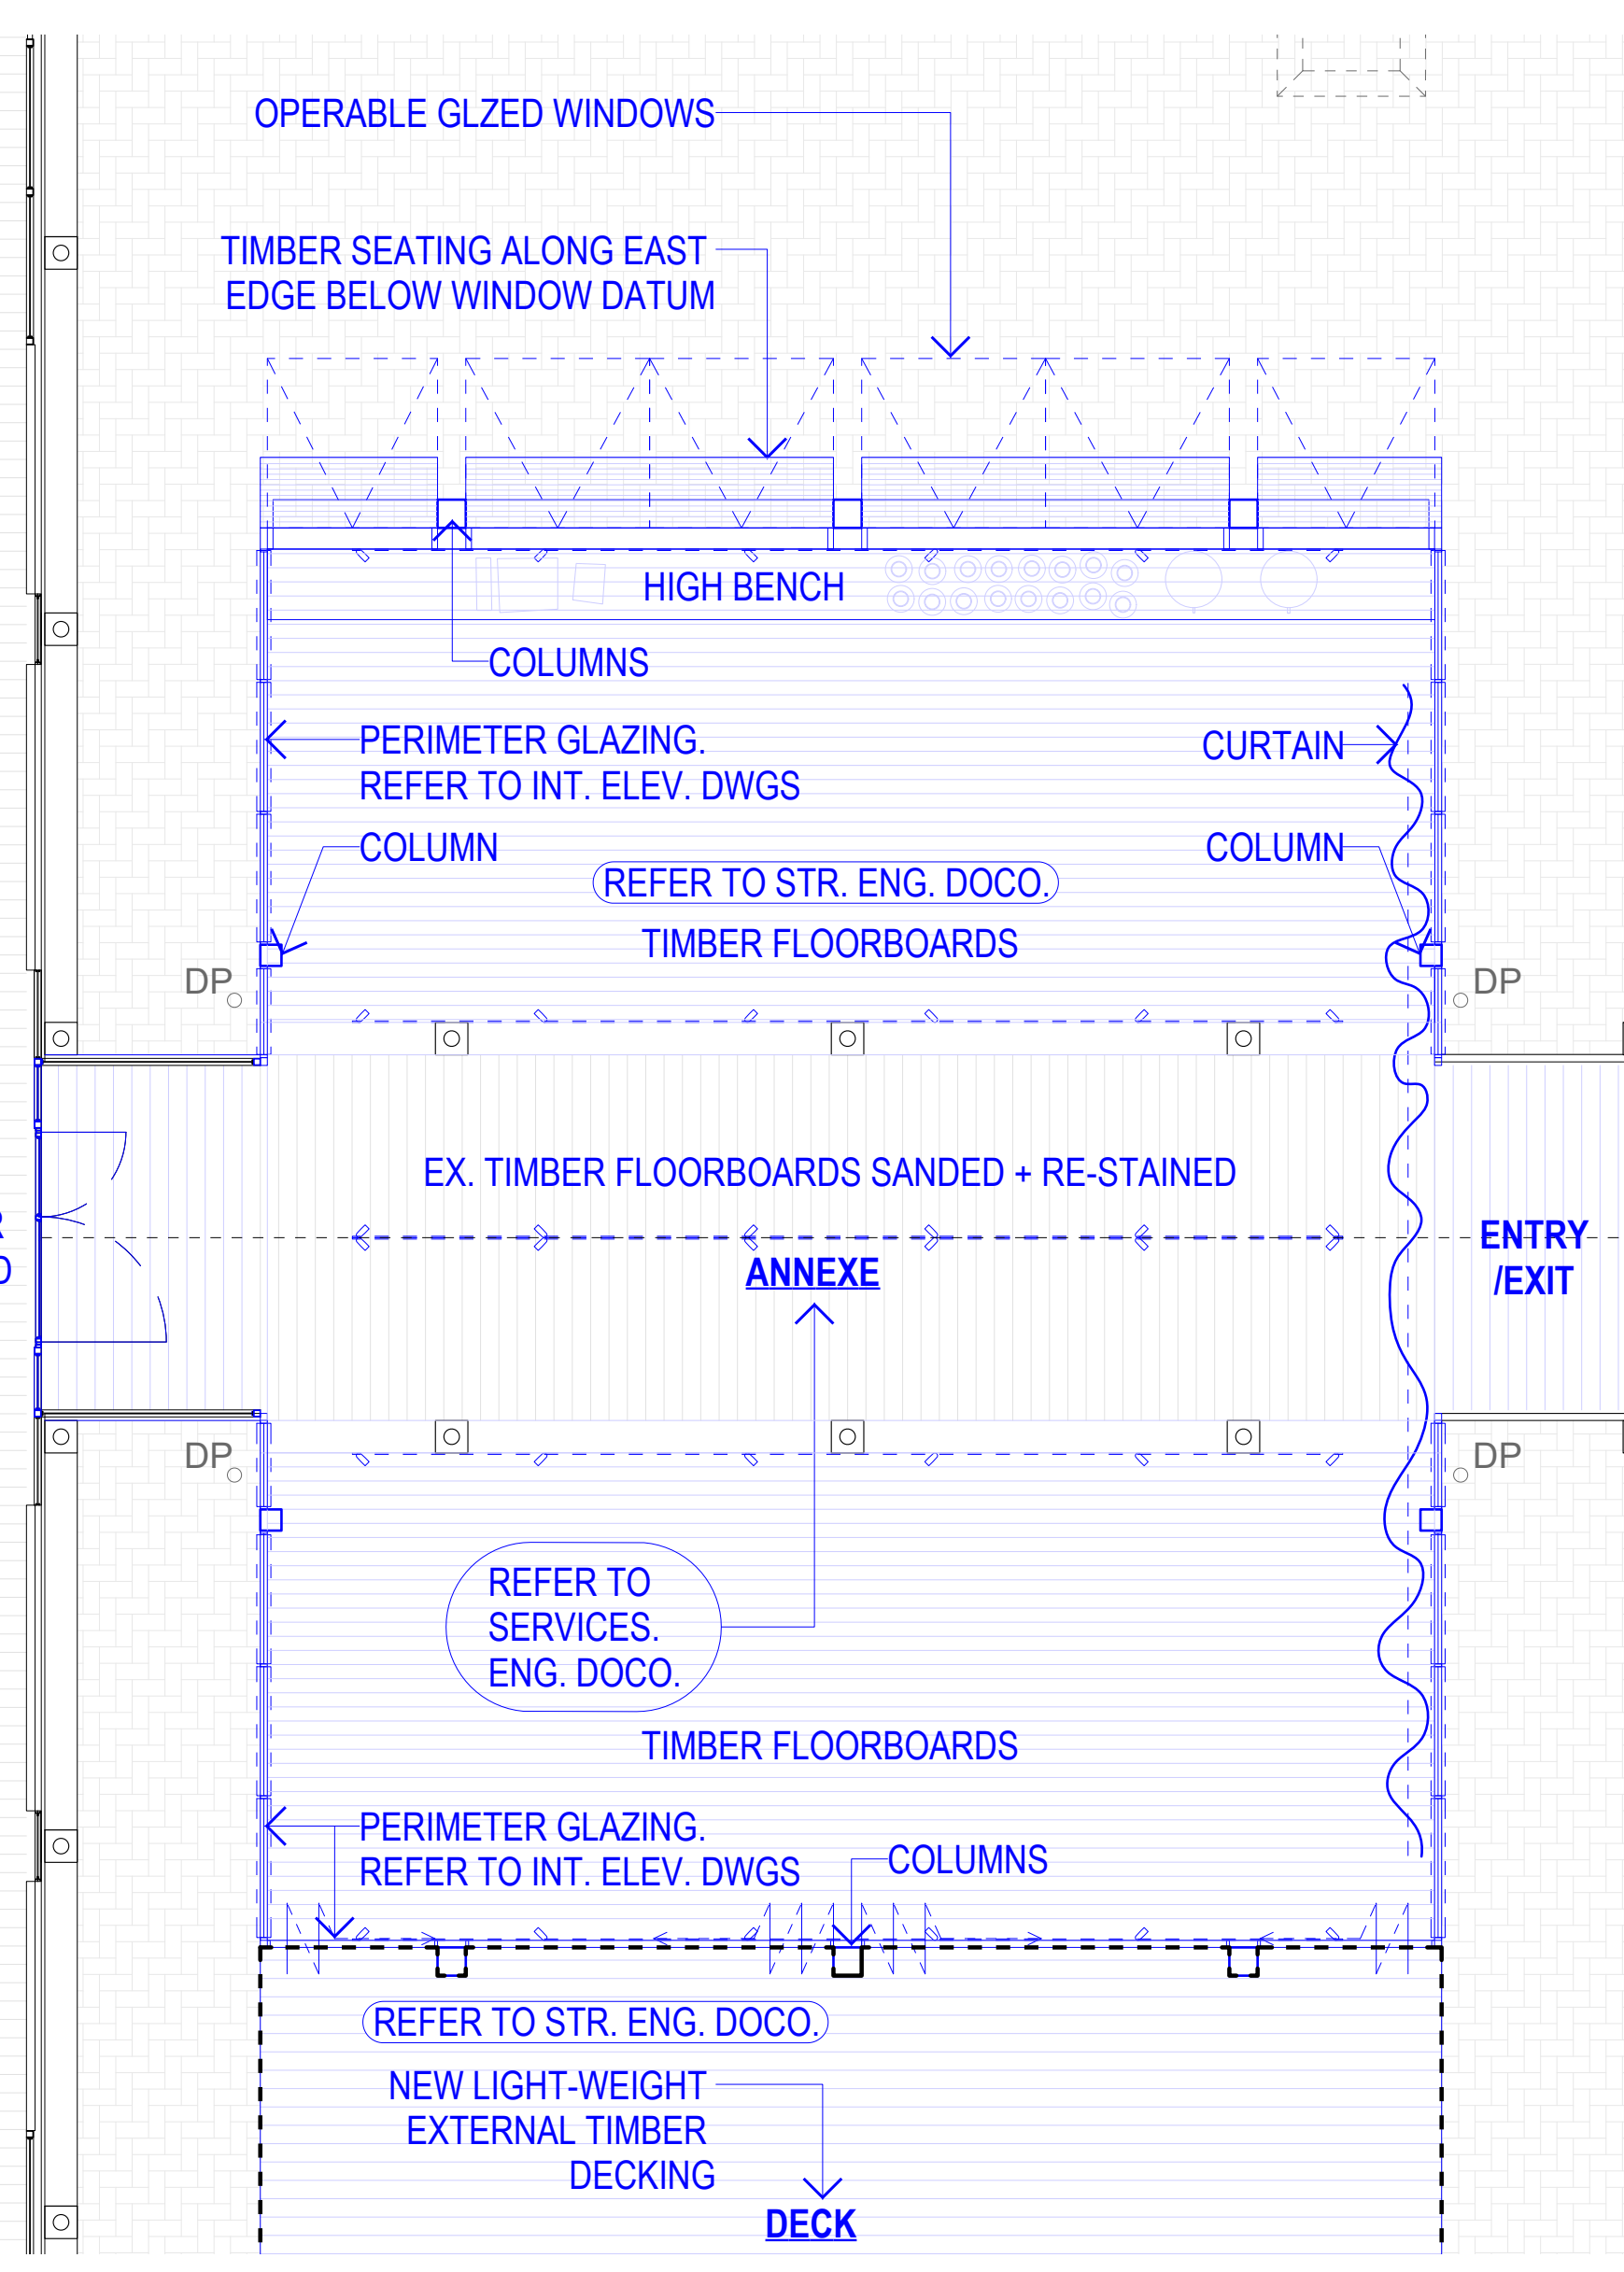 OPERABLE GLZED WINDOWS
TIMBER SEATING ALONG EAST
EDGE BELOW WINDOW DATUM
HIGH BENCH
COLUMNS
PERIMETER GLAZING.
REFER TO INT. ELEV. DWGS
CURTAIN
COLUMN
COLUMN
REFER TO STR. ENG. DOCO.
TIMBER FLOORBOARDS
DP
DP
EX. TIMBER FLOORBOARDS SANDED + RE-STAINED
ANNEXE
ENTRY
/EXIT
DP
DP
REFER TO
SERVICES.
ENG. DOCO.
TIMBER FLOORBOARDS
PERIMETER GLAZING.
REFER TO INT. ELEV. DWGS
COLUMNS
REFER TO STR. ENG. DOCO.
NEW LIGHT-WEIGHT
EXTERNAL TIMBER
DECKING
DECK